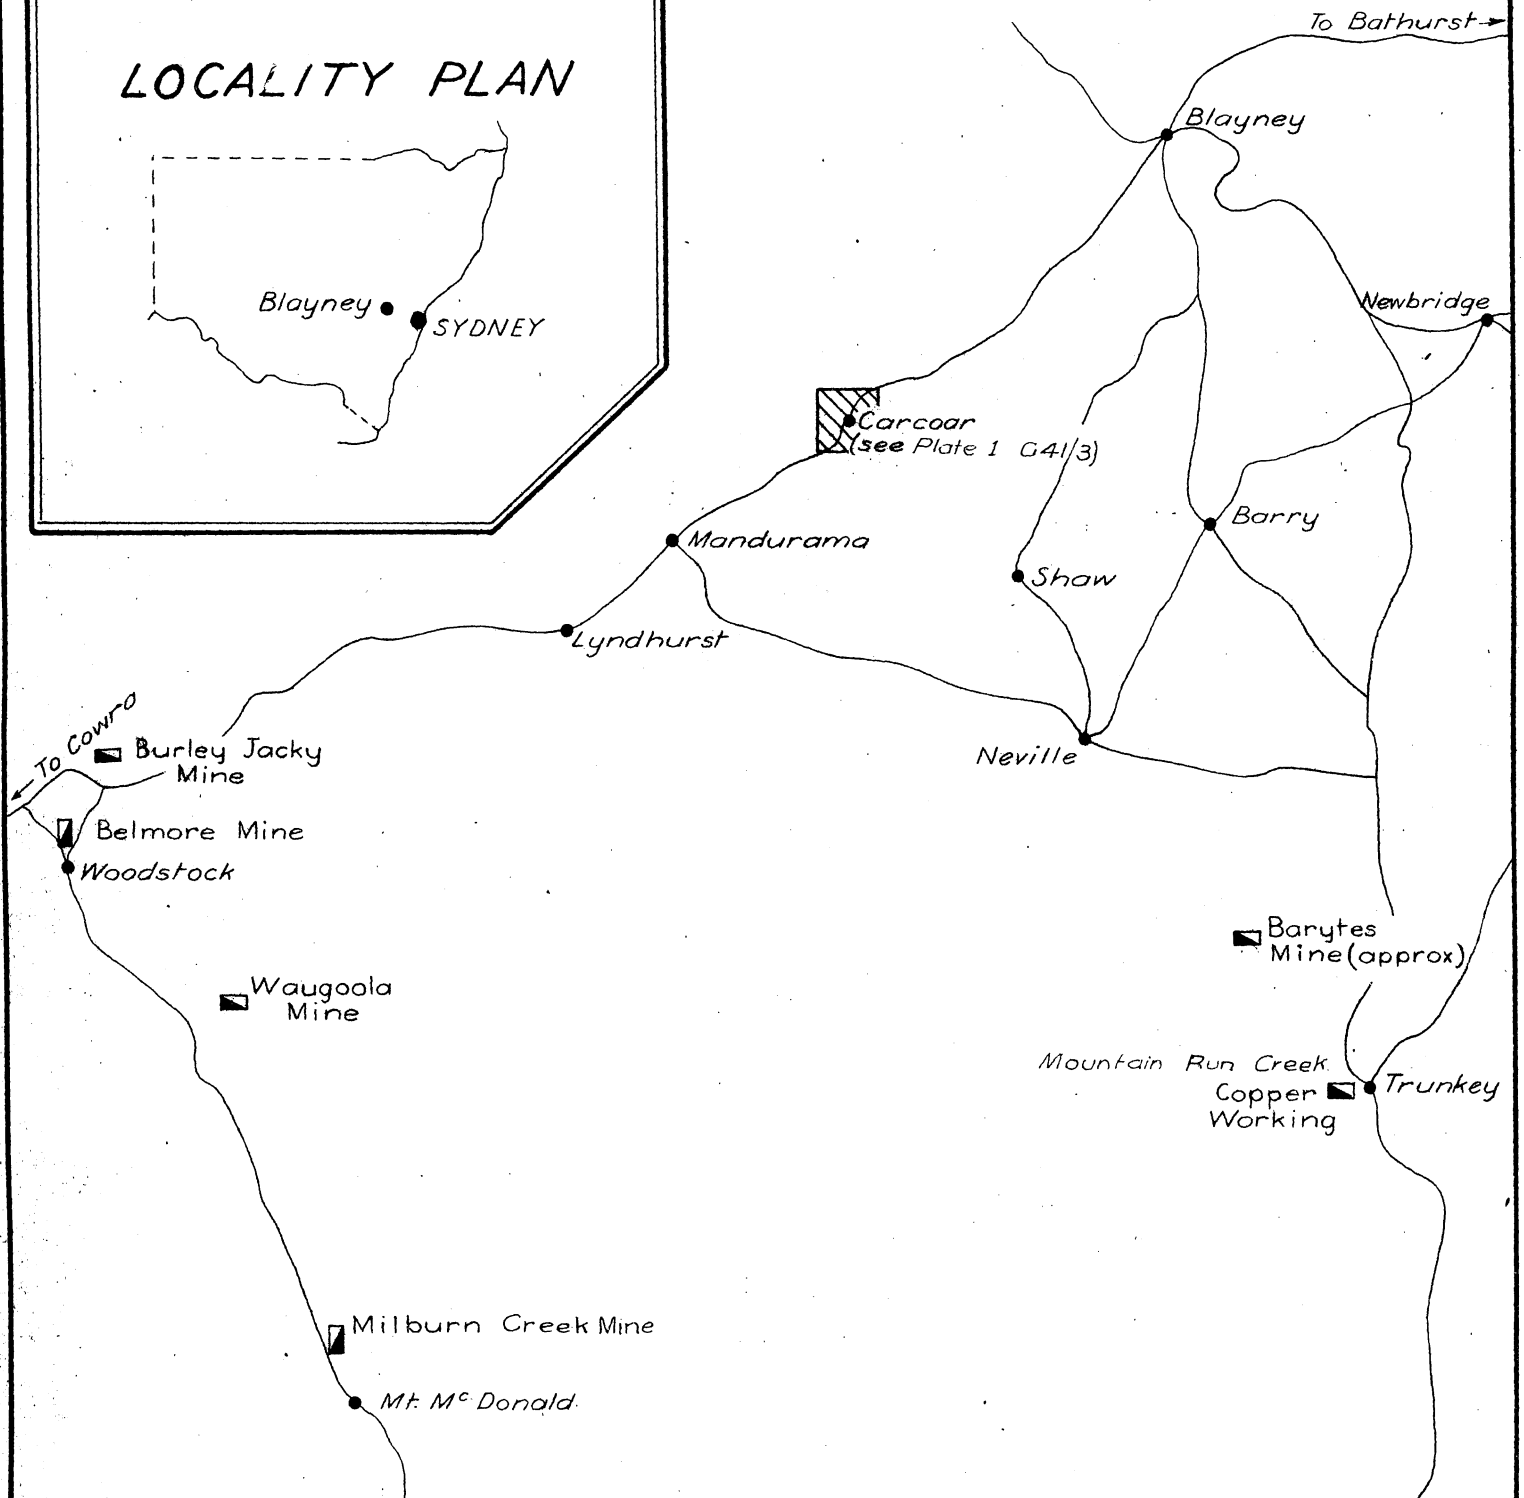 To Bathurst
LOCALITY PLAN
Blayney
Blayney
SYDNEY
Newbridge
Carcoar
(see Plate 1 G41/3)
Barry
Mandurama
Shaw
Lyndhurst
To Cowra
Burley Jacky
Mine
Neville
Belmore Mine
Woodstock
Barytes
Mine (approx)
Waugoola
Mine
Mountain Run Creek
Copper
Working
Trunkey
Milburn Creek Mine
Mt. Mc Donald